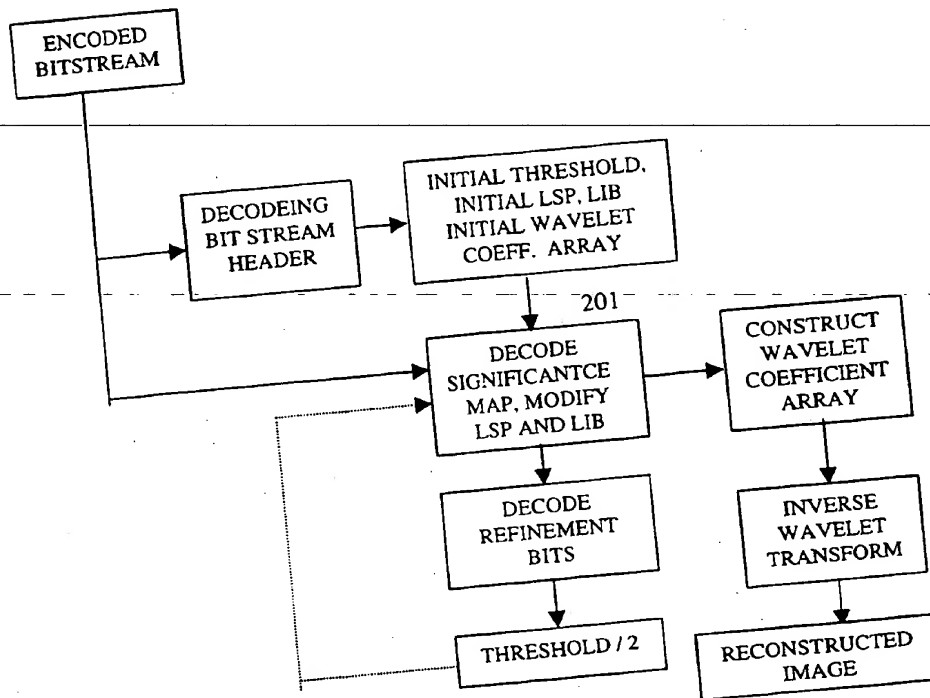 ENCODED
BITSTREAM
DECODEING
BIT STREAM
HEADER
INITIAL THRESHOLD,
INITIAL LSP, LIB
INITIAL WAVELET
COEFF. ARRAY
201
DECODE
SIGNIFICANTCE
MAP, MODIFY
LSP AND LIB
CONSTRUCT
WAVELET
COEFFICIENT
ARRAY
DECODE
REFINEMENT
BITS
INVERSE
WAVELET
TRANSFORM
THRESHOLD / 2
RECONSTRUCTED
IMAGE